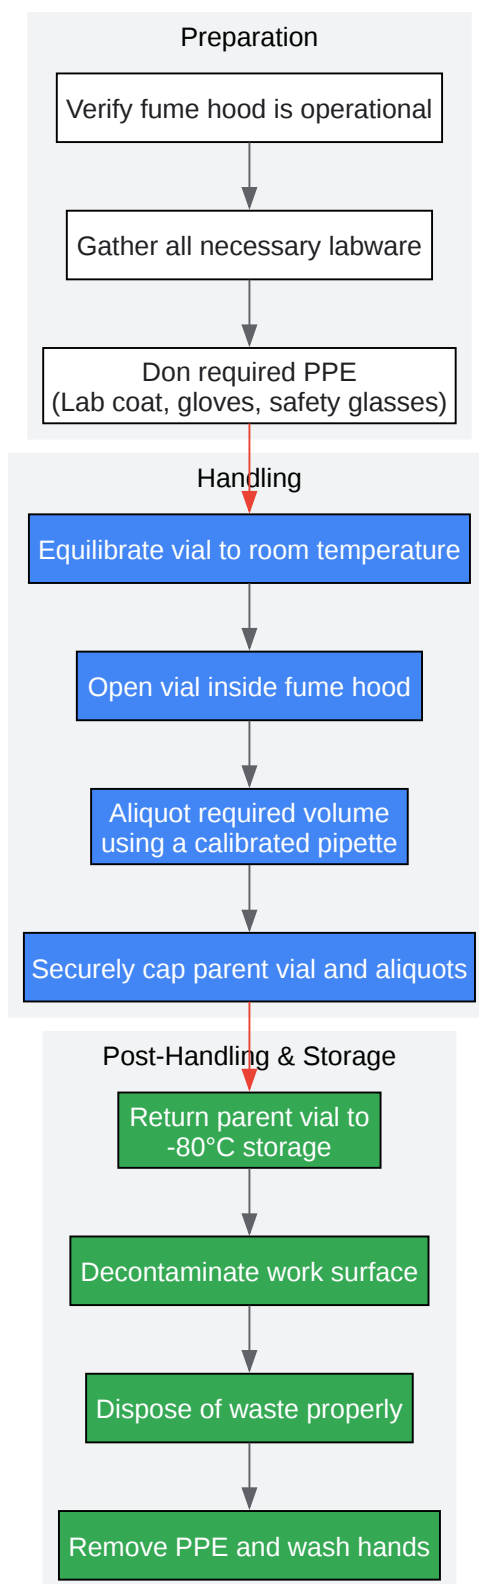 Preparation
Verify fume hood is operational
Gather all necessary labware
Don required PPE
(Lab coat, gloves, safety glasses)
Handling
Equilibrate vial to room temperature
Open vial inside fume hood
Aliquot required volume
using a calibrated pipette
Securely cap parent vial and aliquots
Post-Handling & Storage
Return parent vial to
-80°C storage
Decontaminate work surface
Dispose of waste properly
Remove PPE and wash hands